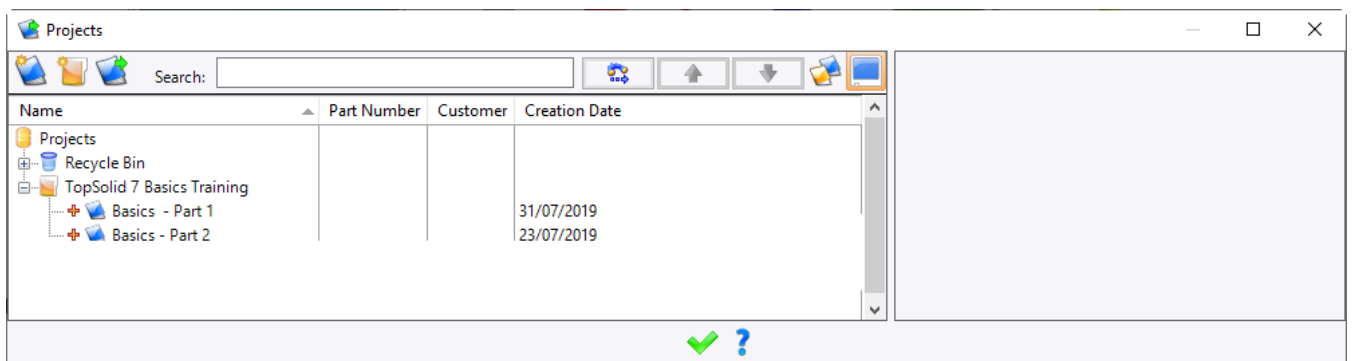 Projects
Search:
Name Part Number Customer Creation Date
Projects
Recycle Bin
TopSolid 7 Basics Training
Basics  - Part 1 31/07/2019
Basics - Part 2 23/07/2019